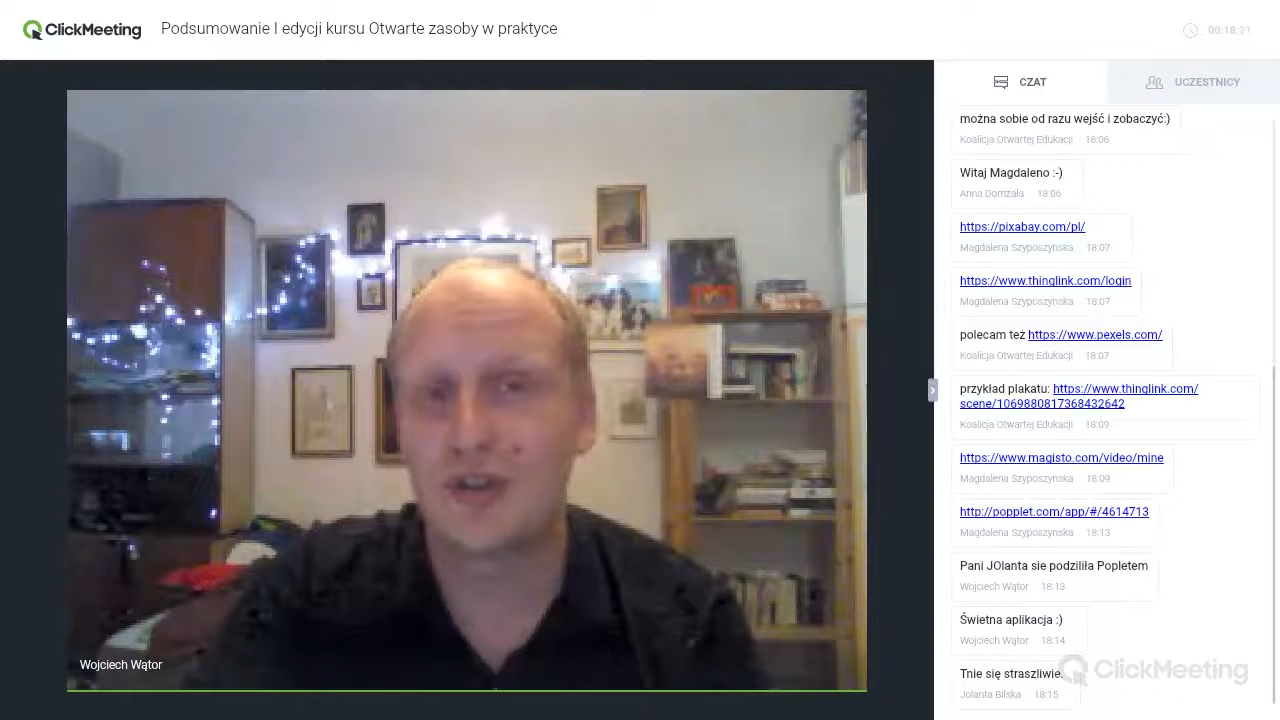 ClickMeeting
Podsumowanie I edycji kursu Otwarte zasoby w praktyce
00:18:21
CZAT
UCZESTNICY
można sobie od razu wejść i zobaczyć:)
Koalicja Otwartej Edukacji 18:06
Witaj Magdaleno :-)
Anna Domzała 18:06
https://pixabay.com/pl/
Magdalena Szyposzynska 18:07
https://www.thinglink.com/login
Magdalena Szyposzynska 18:07
polecam też https://www.pexels.com/
Koalicja Otwartej Edukacji 18:07
przykład plakatu: https://www.thinglink.com/
scene/1069880817368432642
Koalicja Otwartej Edukacji 18:09
https://www.magisto.com/video/mine
Magdalena Szyposzynska 18:09
http://popplet.com/app/#/4614713
Magdalena Szyposzynska 18:13
Pani JOlanta sie podziliła Popletem
Wojciech Wątor 18:13
Świetna aplikacja :)
Wojciech Wątor 18:14
Tnie się straszliwie.
Jolanta Bilska 18:15
Wojciech Wątor
ClickMeeting